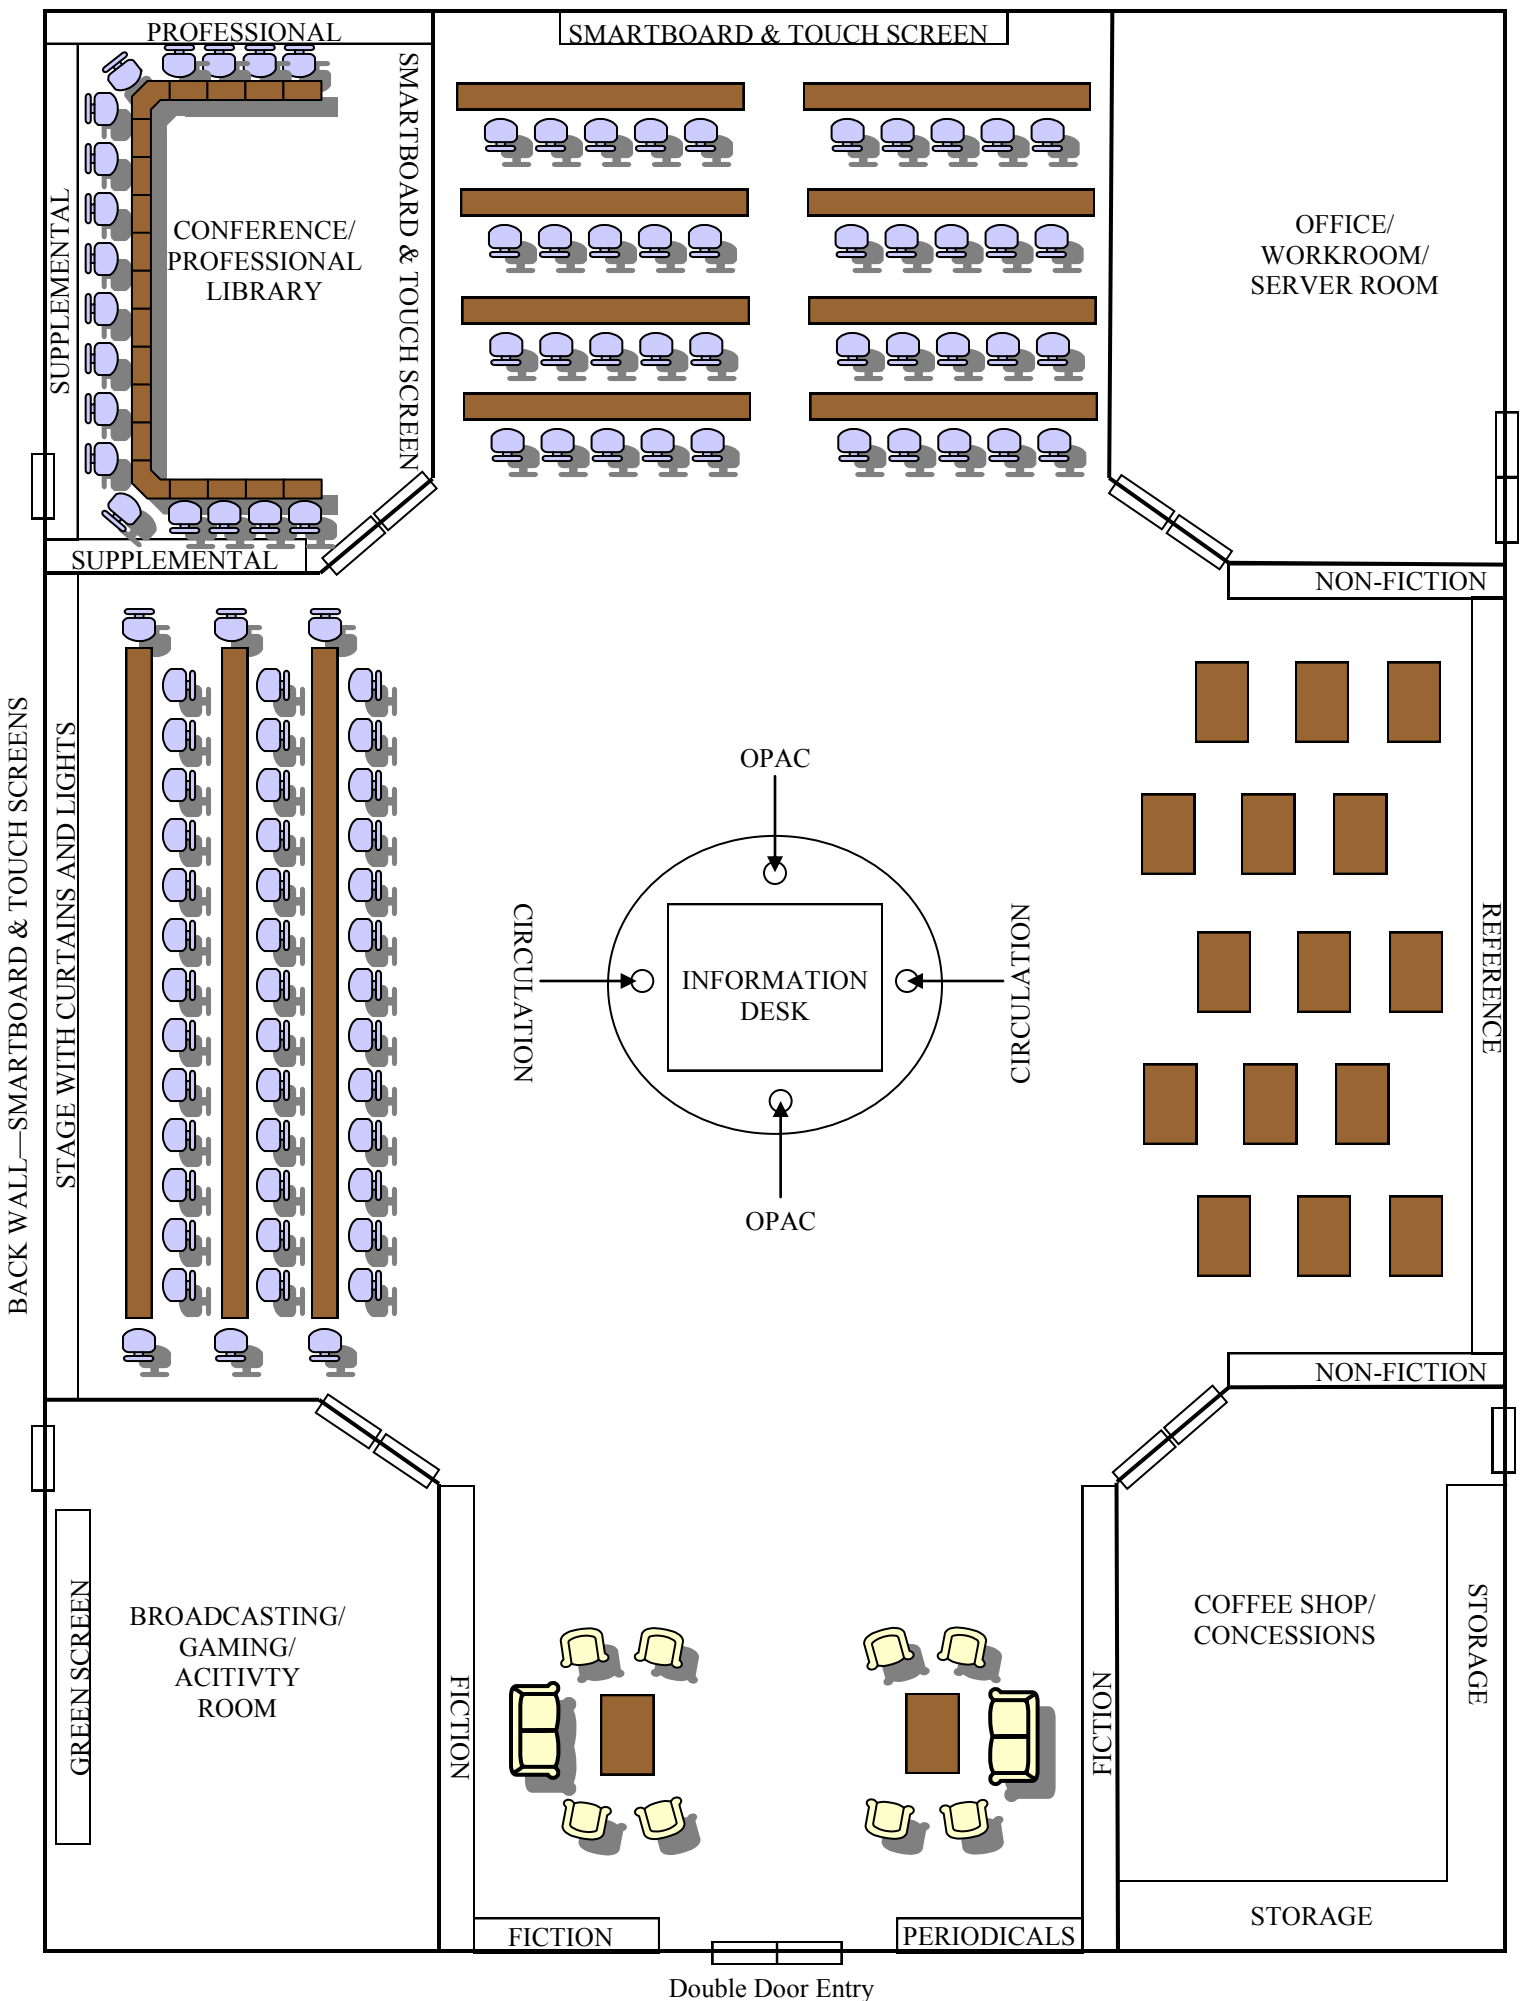 PROFESSIONAL
SMARTBOARD & TOUCH SCREEN
SUPPLEMENTAL
CONFERENCE/
PROFESSIONAL
LIBRARY
SMARTBOARD & TOUCH SCREEN
OFFICE/
WORKROOM/
SERVER ROOM
SUPPLEMENTAL
NON-FICTION
BACK WALL—SMARTBOARD & TOUCH SCREENS
STAGE WITH CURTAINS AND LIGHTS
OPAC
CIRCULATION
INFORMATION
DESK
CIRCULATION
REFERENCE
OPAC
NON-FICTION
GREEN SCREEN
BROADCASTING/
GAMING/
ACITIVTY
ROOM
FICTION
FICTION
COFFEE SHOP/
CONCESSIONS
STORAGE
STORAGE
FICTION
PERIODICALS
Double Door Entry